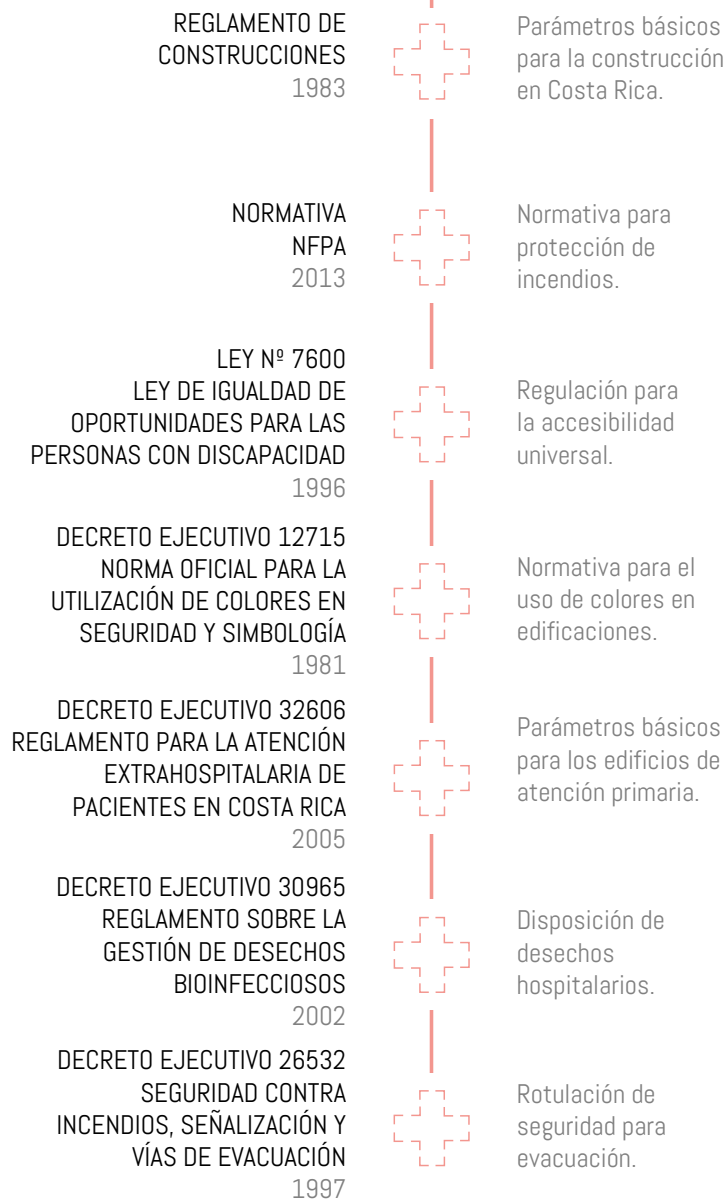 REGLAMENTO DE
CONSTRUCCIONES
1983
Parámetros básicos
para la construcción
en Costa Rica.
NORMATIVA
NFPA
2013
Normativa para
protección de
incendios.
LEY Nº 7600
LEY DE IGUALDAD DE
OPORTUNIDADES PARA LAS
PERSONAS CON DISCAPACIDAD
1996
Regulación para
la accesibilidad
universal.
DECRETO EJECUTIVO 12715
NORMA OFICIAL PARA LA
UTILIZACIÓN DE COLORES EN
SEGURIDAD Y SIMBOLOGÍA
1981
Normativa para el
uso de colores en
edificaciones.
DECRETO EJECUTIVO 32606
REGLAMENTO PARA LA ATENCIÓN
EXTRAHOSPITALARIA DE
PACIENTES EN COSTA RICA
2005
Parámetros básicos
para los edificios de
atención primaria.
DECRETO EJECUTIVO 30965
REGLAMENTO SOBRE LA
GESTIÓN DE DESECHOS
BIOINFECCIOSOS
2002
Disposición de
desechos
hospitalarios.
DECRETO EJECUTIVO 26532
SEGURIDAD CONTRA
INCENDIOS, SEÑALIZACIÓN Y
VÍAS DE EVACUACIÓN
1997
Rotulación de
seguridad para
evacuación.